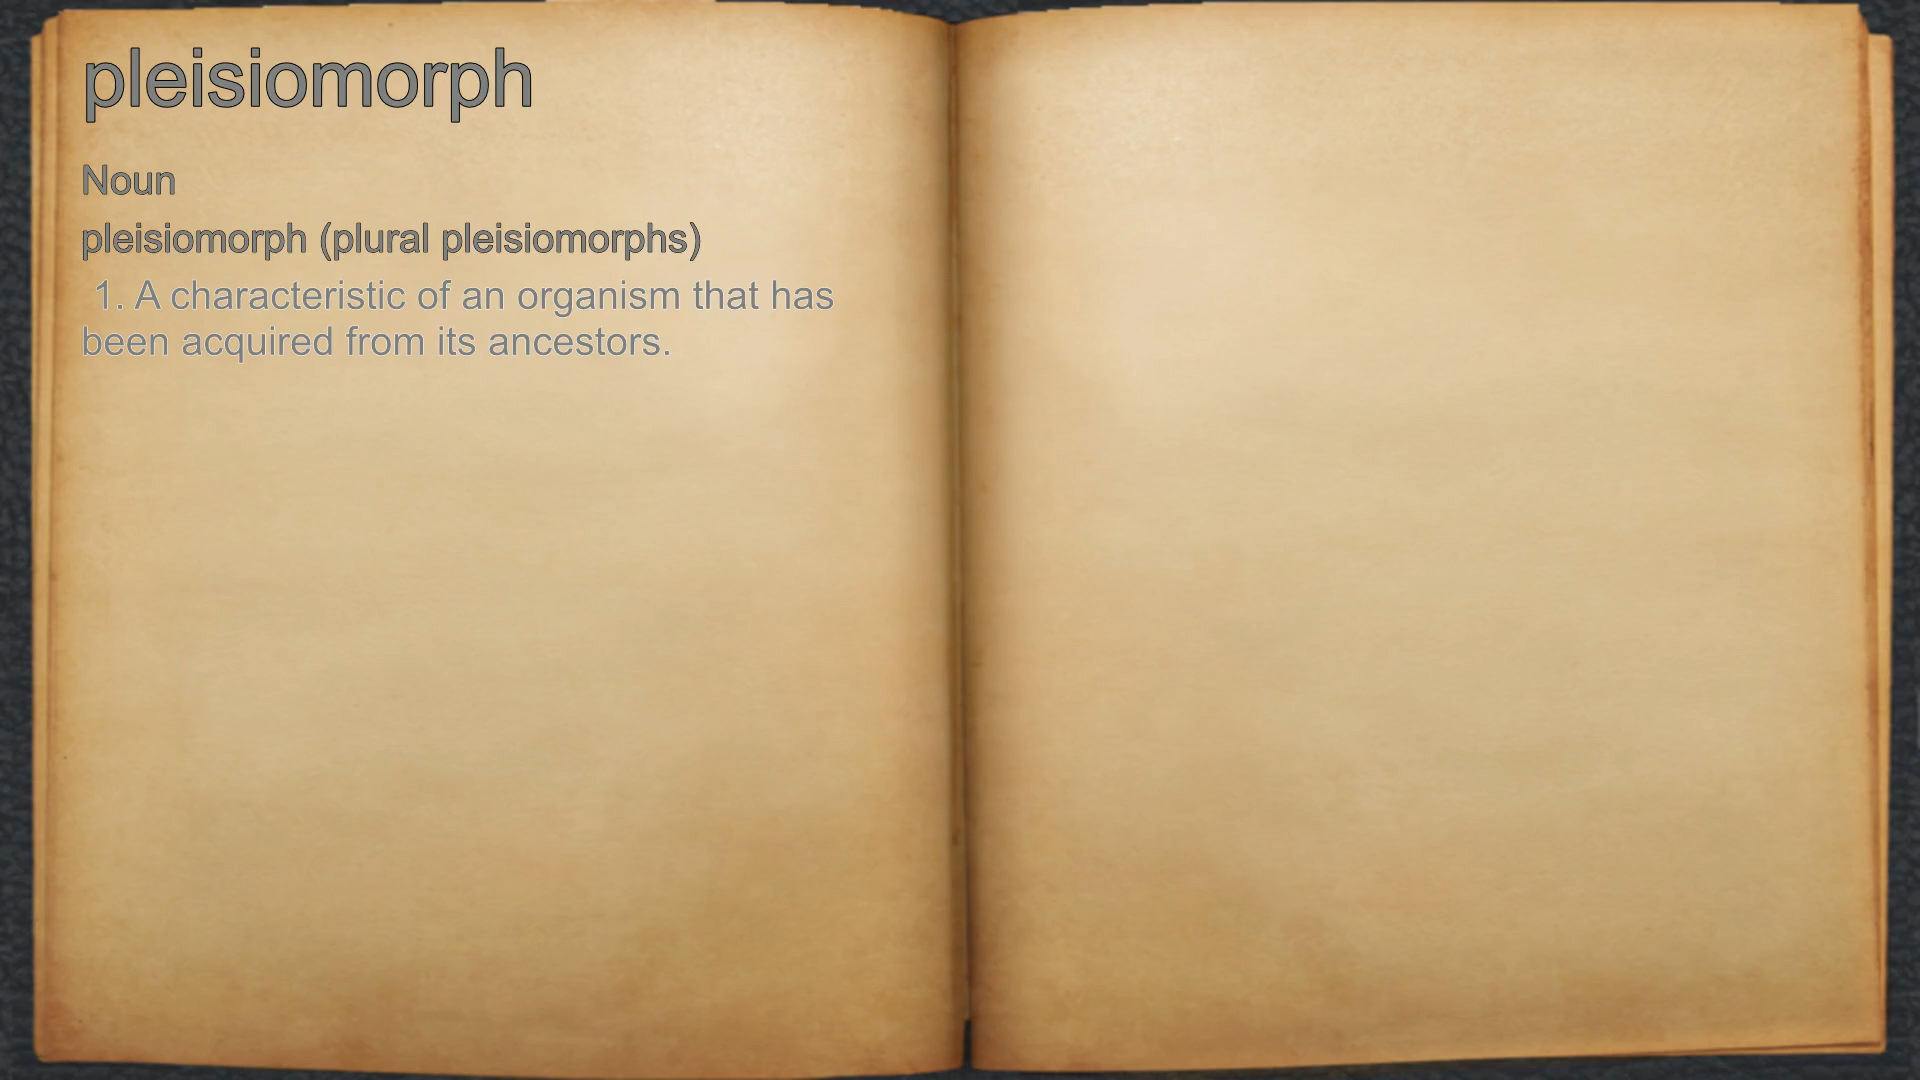 pleisiomorph
Noun
pleisiomorph (plural pleisiomorphs)
1. A characteristic of an organism that has
been acquired from its ancestors.